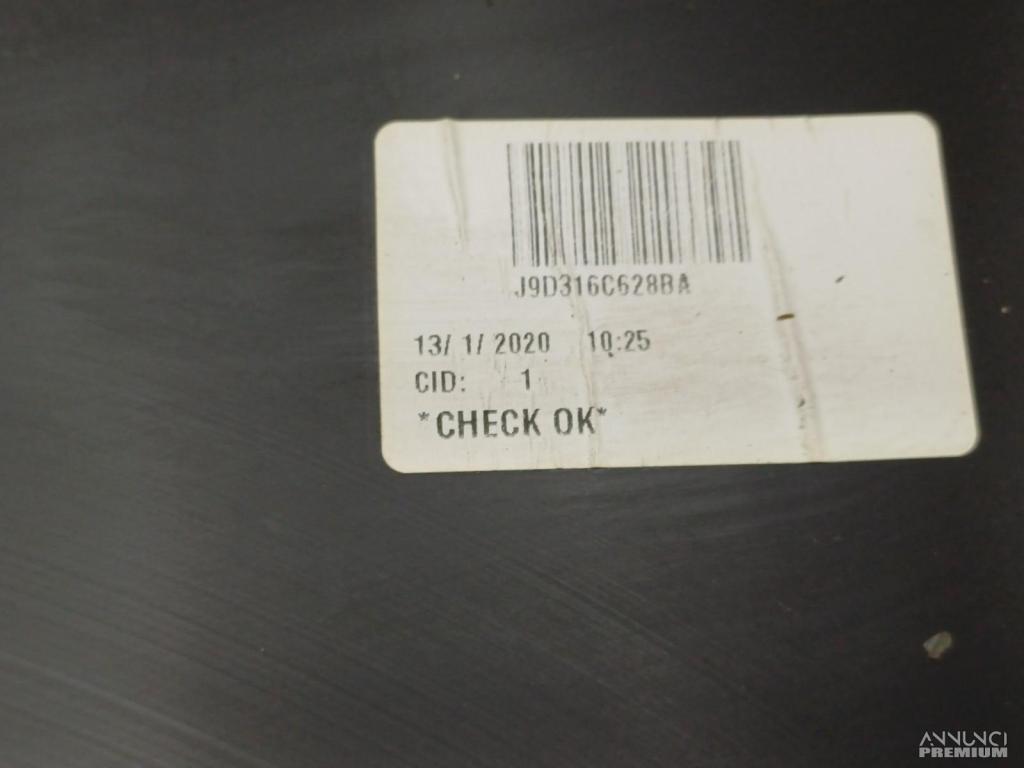 J9D316C628BA
13/ 1/ 2020 10:25
CID: 1
*CHECK OK*
ANNUNCI
PREMIUM